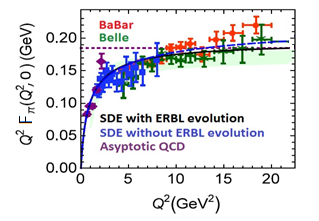 BaBar
Belle
Q² Fπ(Q², 0) (GeV)
0.20
0.15
0.10
0.05
0.00
SDE with ERBL evolution
SDE without ERBL evolution
Asyptotic QCD
0 5 10 15 20
Q²(GeV²)